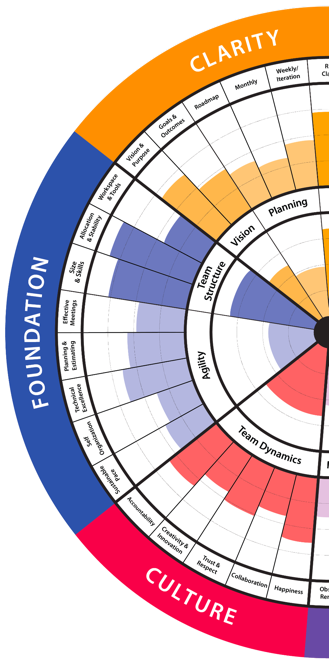 CLARITY
R
Cla
Weekly/
Iteration
Monthly
Roadmap
Goals &
Outcomes
Vision &
Purpose
Planning
Vision
FOUNDATION
Workspace
& Tools
Allocation
& Stability
Size
& Skills
Effective
Meetings
Planning &
Estimating
Technical
Excellence
Self
Organization
Sustainable
Pace
Team
Structure
Agility
CULTURE
Accountability
Creativity &
Innovation
Trust &
Respect
Collaboration
Happiness
Team Dynamics